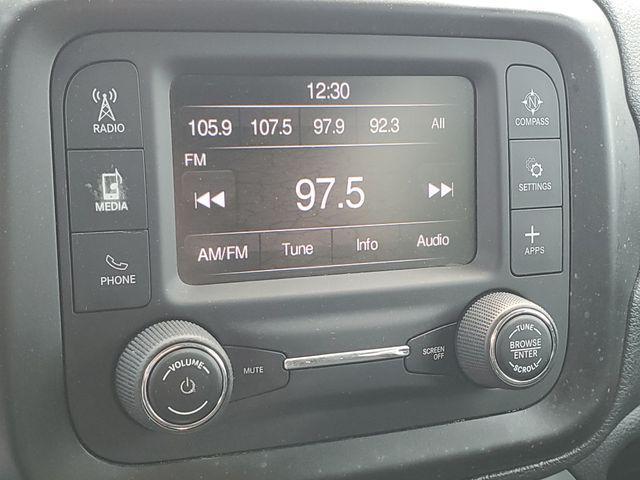 12:30
105.9 107.5 97.9 92.3 All
FM
97.5
AM/FM Tune Info Audio
RADIO
MEDIA
PHONE
N
COMPASS
SETTINGS
APPS
VOLUME
MUTE
SCREEN
OFF
TUNE
BROWSE
ENTER
SCROLL